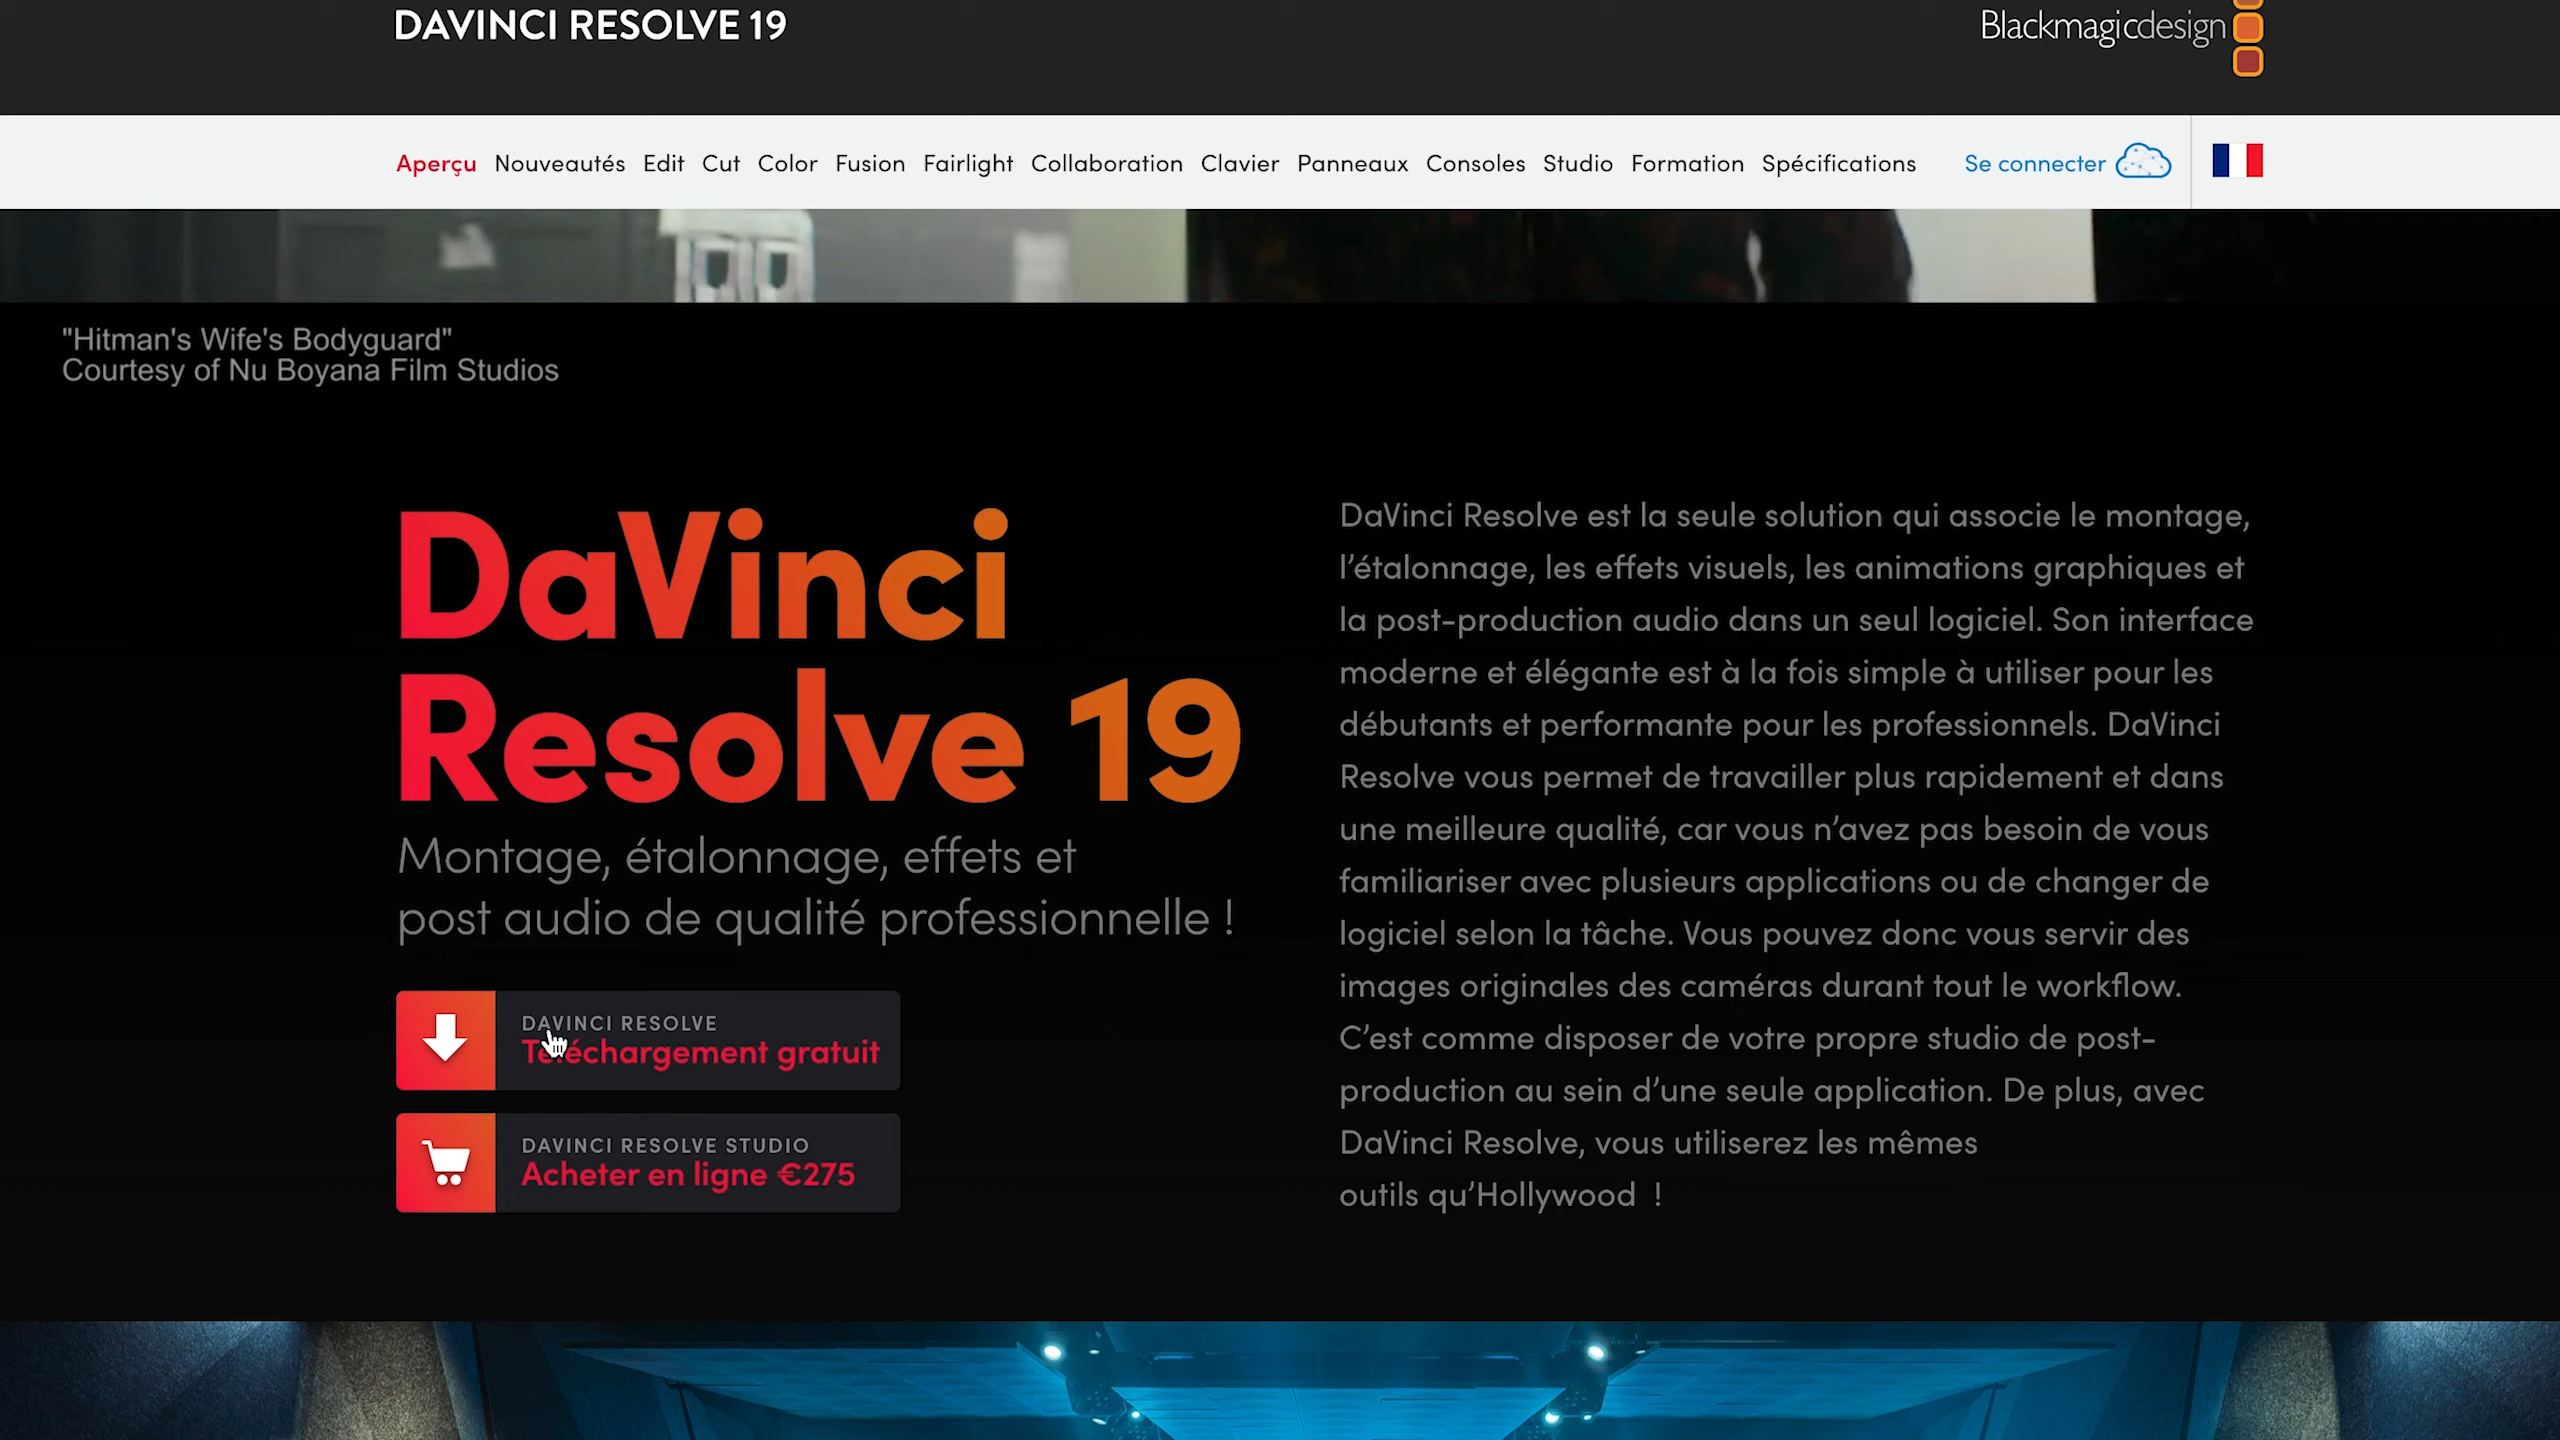 DAVINCI RESOLVE 19
Blackmagicdesign
Aperçu Nouveautés Edit Cut Color Fusion Fairlight Collaboration Clavier Panneaux Consoles Studio Formation Spécifications Se connecter
"Hitman's Wife's Bodyguard"
Courtesy of Nu Boyana Film Studios
DaVinci
Resolve 19
Montage, étalonnage, effets et
post audio de qualité professionnelle !
DAVINCI RESOLVE
Téléchargement gratuit
DAVINCI RESOLVE STUDIO
Acheter en ligne €275
DaVinci Resolve est la seule solution qui associe le montage,
l’étalonnage, les effets visuels, les animations graphiques et
la post-production audio dans un seul logiciel. Son interface
moderne et élégante est à la fois simple à utiliser pour les
débutants et performante pour les professionnels. DaVinci
Resolve vous permet de travailler plus rapidement et dans
une meilleure qualité, car vous n’avez pas besoin de vous
familiariser avec plusieurs applications ou de changer de
logiciel selon la tâche. Vous pouvez donc vous servir des
images originales des caméras durant tout le workflow.
C’est comme disposer de votre propre studio de post-
production au sein d’une seule application. De plus, avec
DaVinci Resolve, vous utiliserez les mêmes
outils qu’Hollywood !